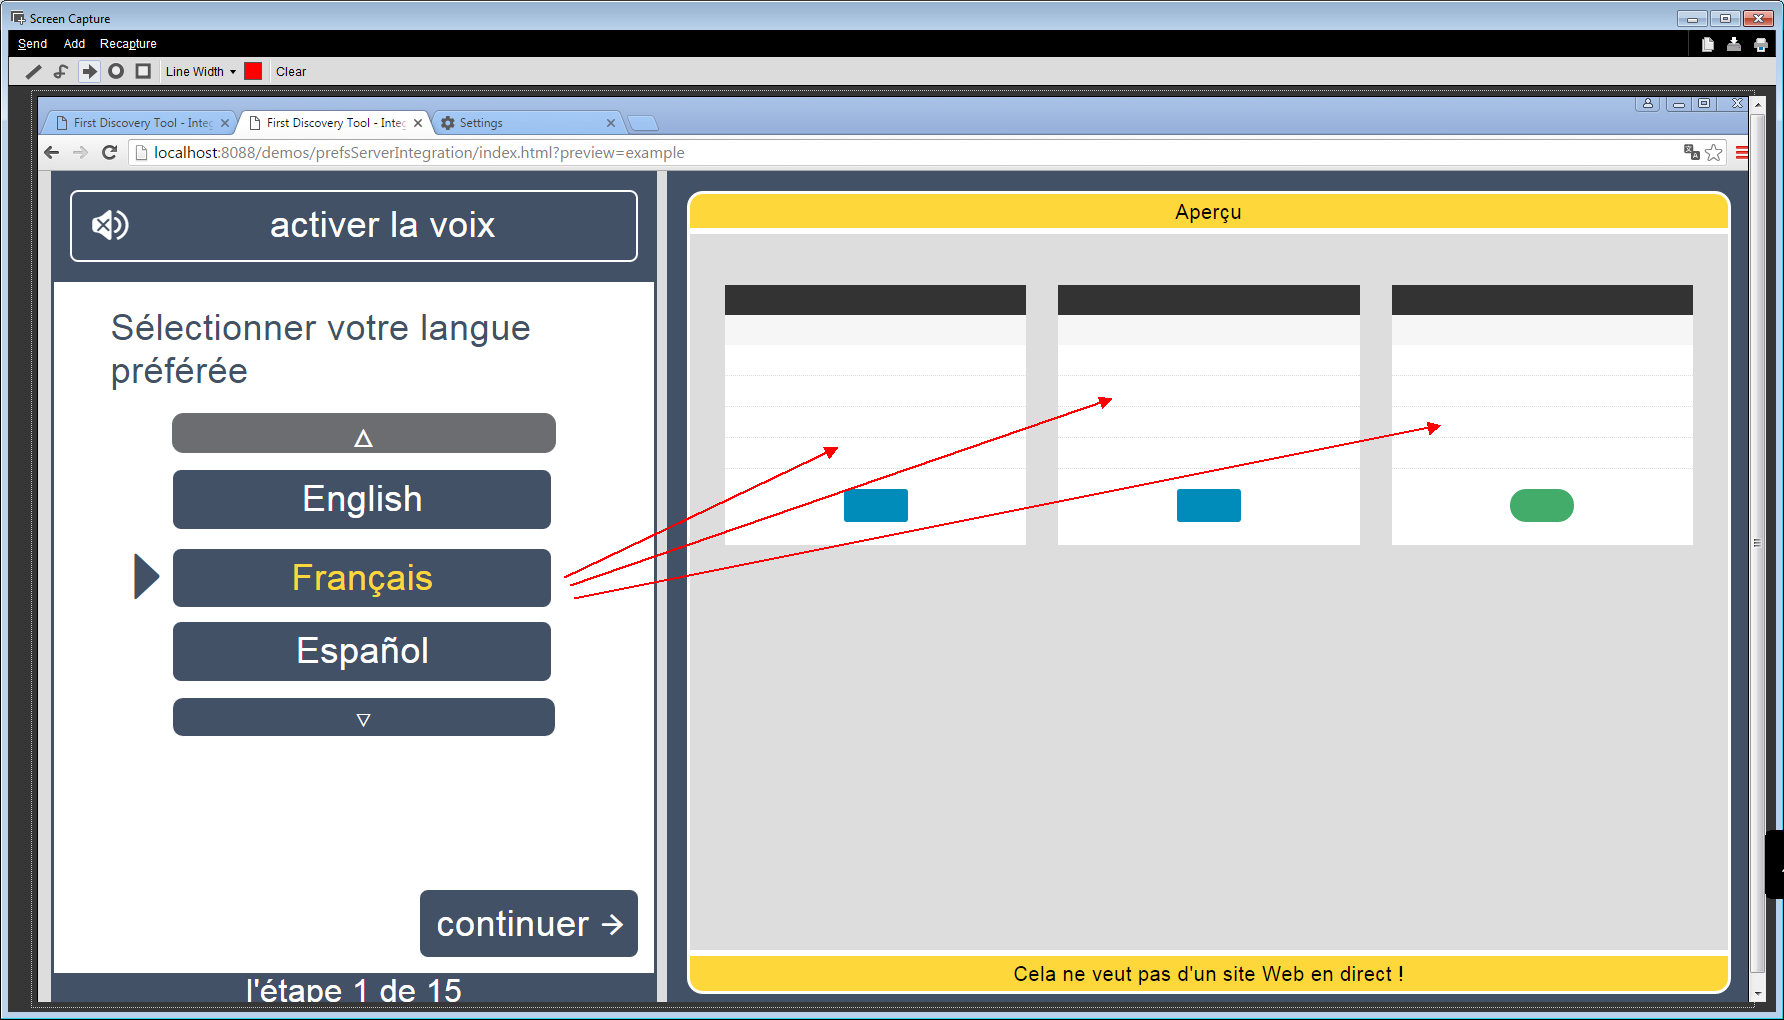 Screen Capture
Send Add Recapture
Line Width Clear
First Discovery Tool - Integ
First Discovery Tool - Integ
Settings
localhost:8088/demos/prefsServerIntegration/index.html?preview=example
activer la voix
Sélectionner votre langue
préférée
English
Français
Español
continuer →
l'étape 1 de 15
Aperçu
Cela ne veut pas d'un site Web en direct !